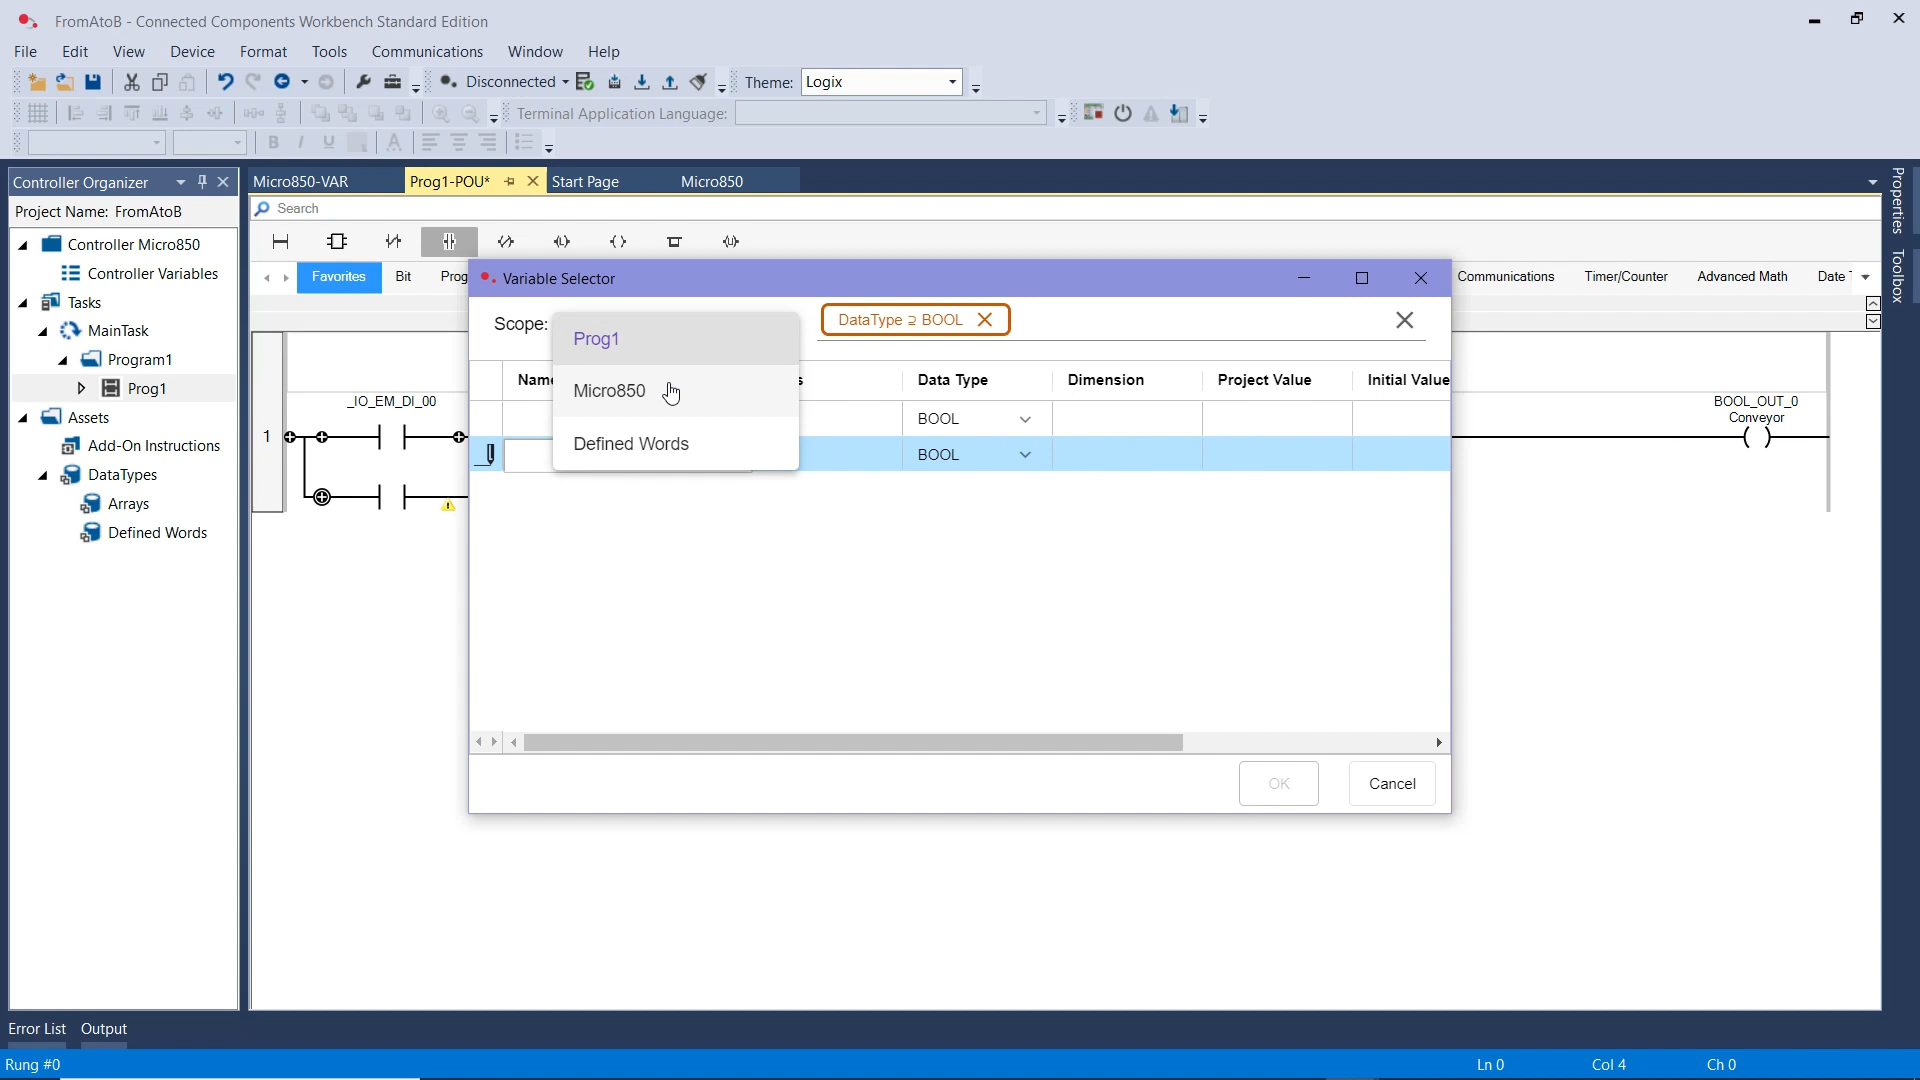 FromAtoB - Connected Components Workbench Standard Edition
File Edit View Device Format Tools Communications Window Help
Disconnected Theme: Logix
Terminal Application Language:
B I U A
Controller Organizer
Micro850-VAR Prog1-POU* Start Page Micro850
Properties
Toolbox
Project Name: FromAtoB
Search
Controller Micro850
Controller Variables
Tasks
MainTask
Program1
Prog1
Assets
Add-On Instructions
DataTypes
Arrays
Defined Words
Favorites Bit Prog
Communications Timer/Counter Advanced Math Date T
Variable Selector
Scope:
DataType ⊇ BOOL
Prog1
Micro850
Defined Words
Name s Data Type Dimension Project Value Initial Value
BOOL
BOOL
1
_IO_EM_DI_00
BOOL_OUT_0
Conveyor
OK Cancel
Error List Output
Rung #0 Ln 0 Col 4 Ch 0